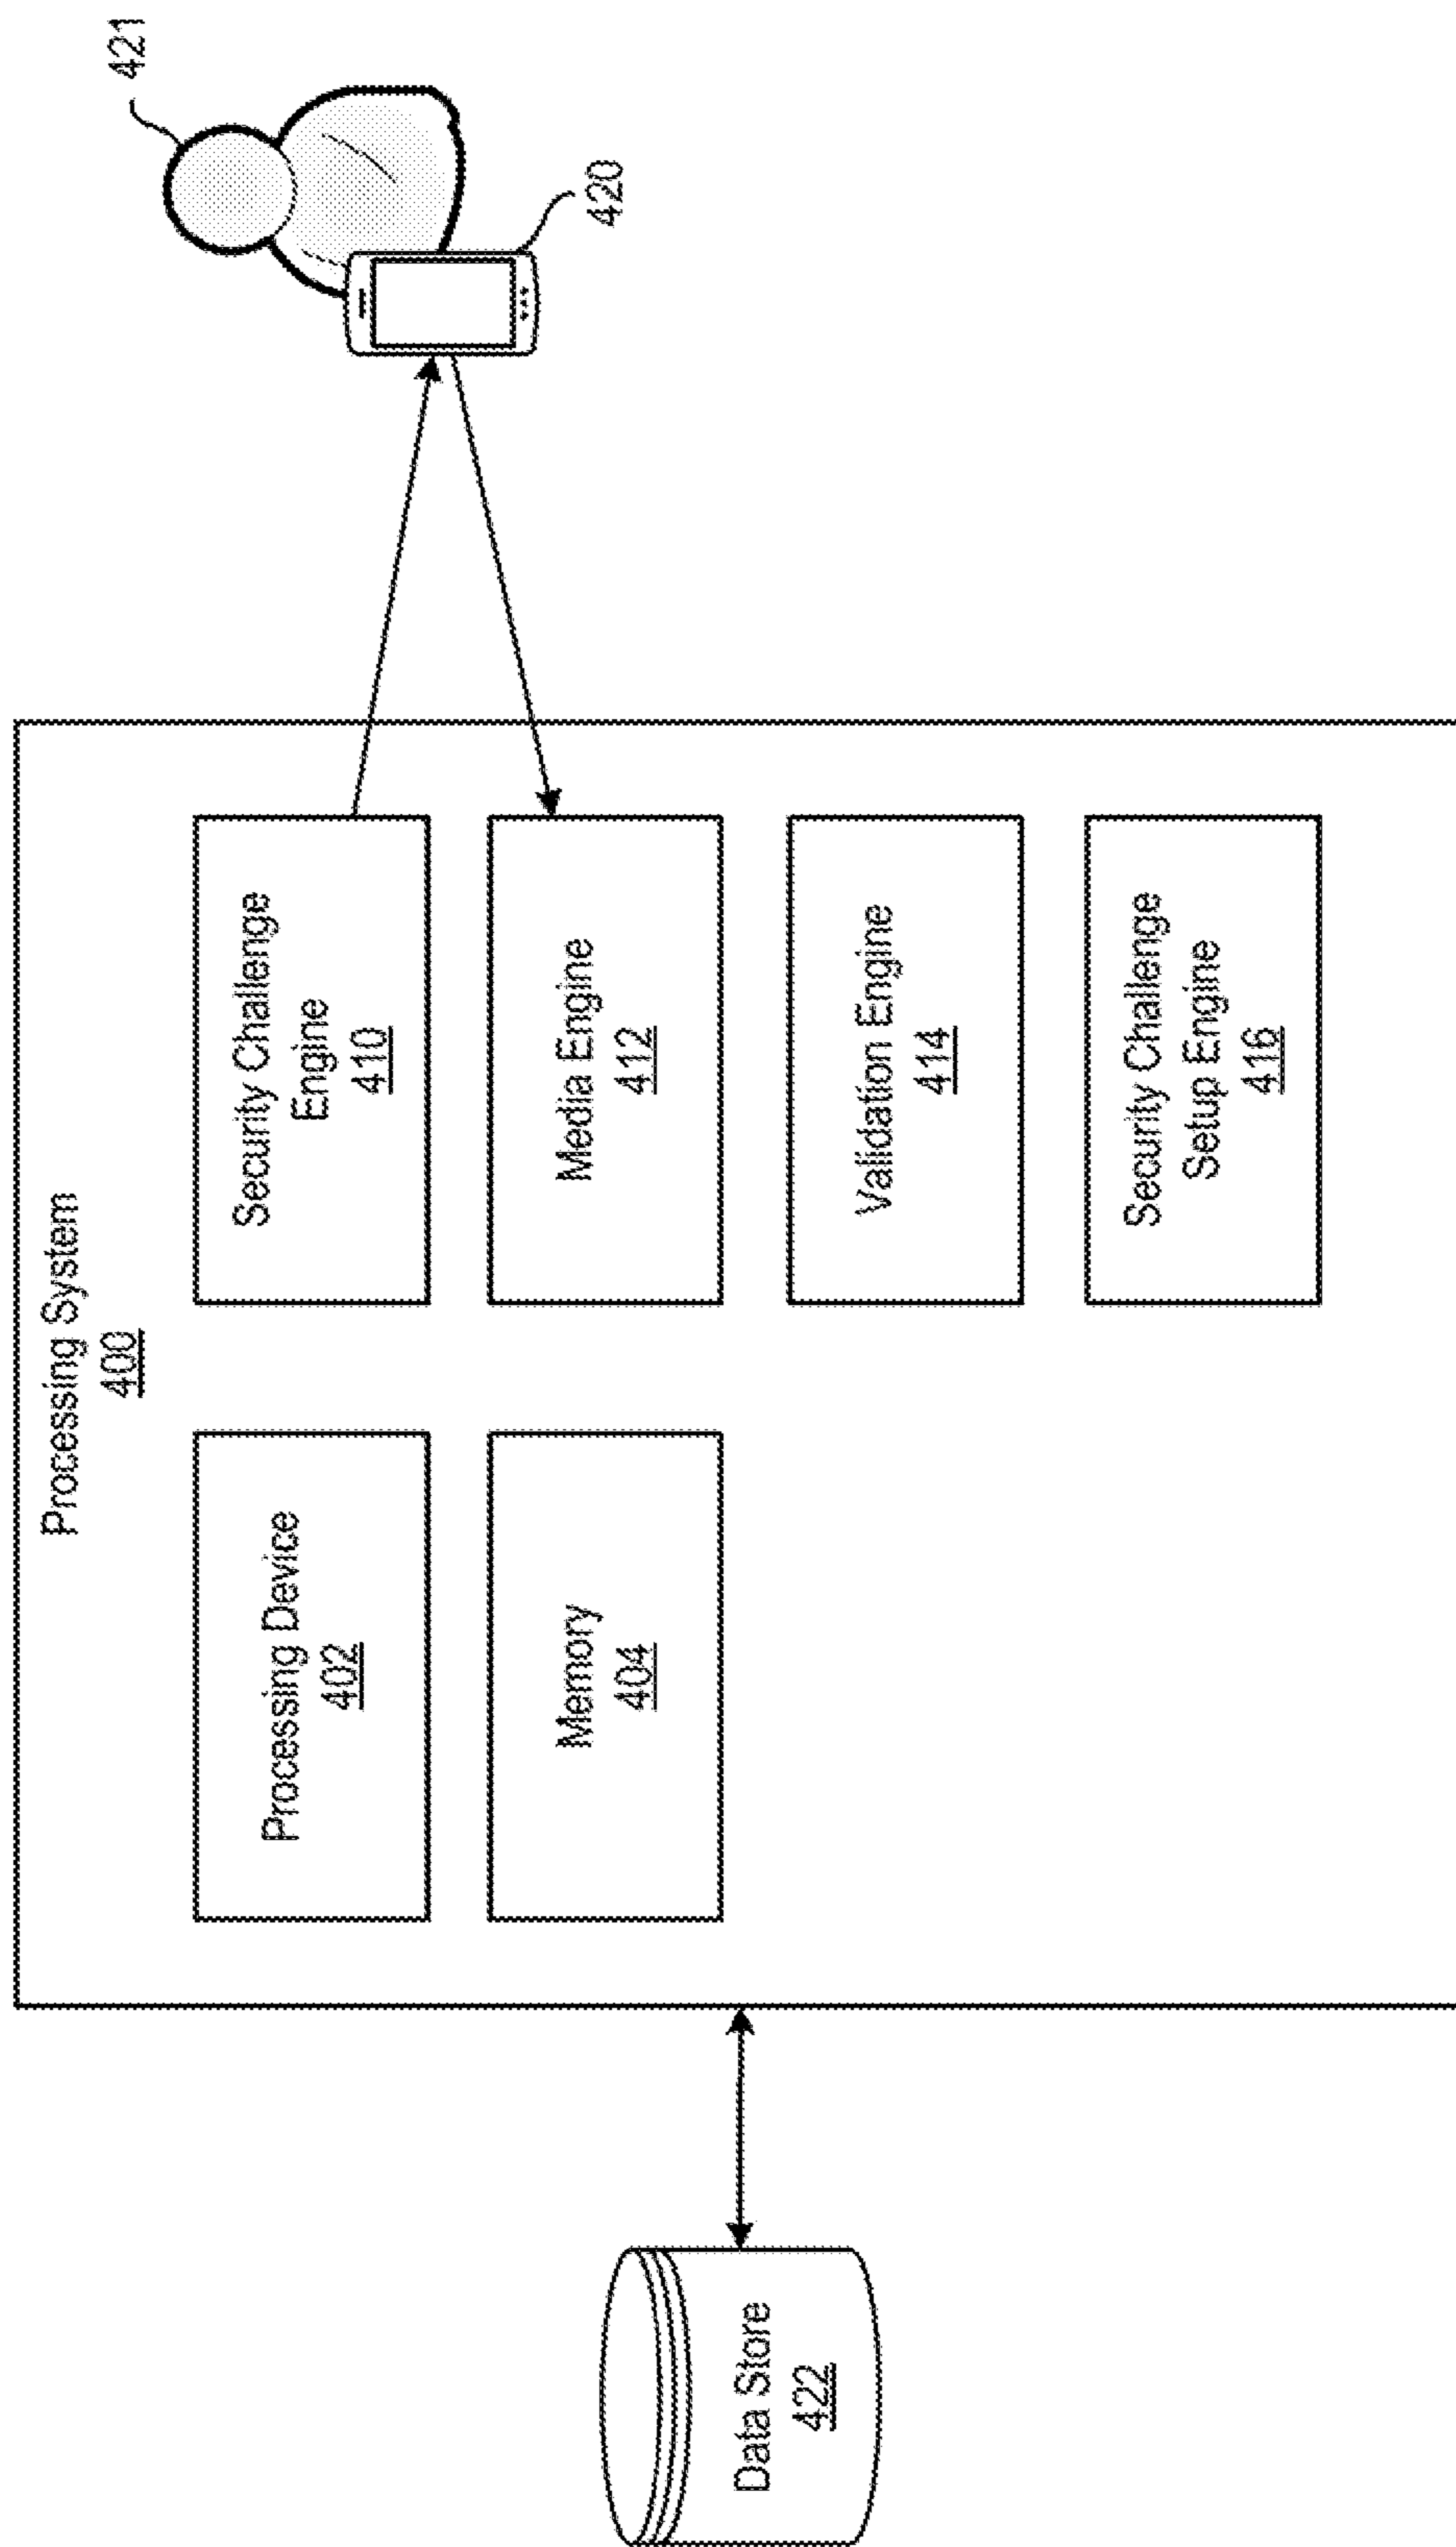 Processing System
400
Processing Device
402
Security Challenge
Engine
410
Memory
404
Media Engine
412
Validation Engine
414
Security Challenge
Setup Engine
416
Data Store
422
421
420